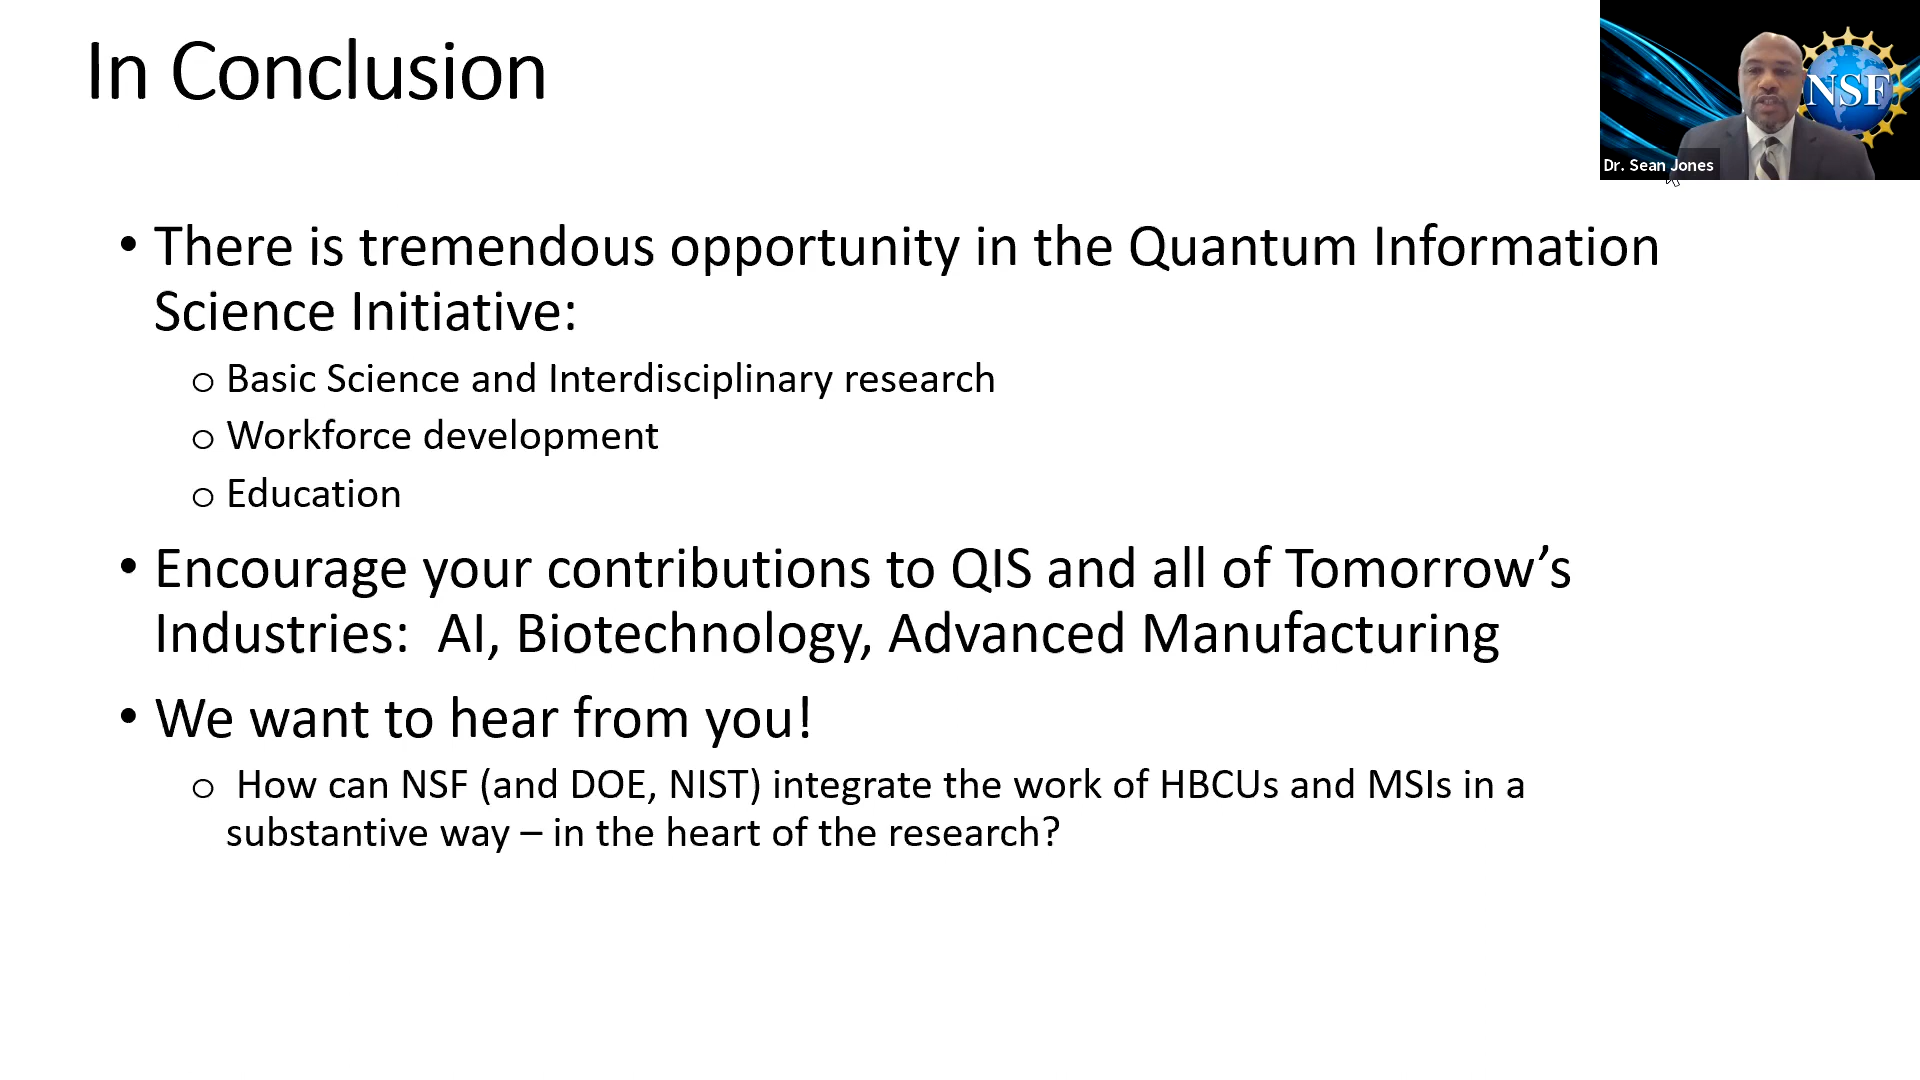 In Conclusion
NSF
Dr. Sean Jones
• There is tremendous opportunity in the Quantum Information
Science Initiative:
o Basic Science and Interdisciplinary research
o Workforce development
o Education
• Encourage your contributions to QIS and all of Tomorrow’s
Industries:  AI, Biotechnology, Advanced Manufacturing
• We want to hear from you!
o How can NSF (and DOE, NIST) integrate the work of HBCUs and MSIs in a
substantive way – in the heart of the research?